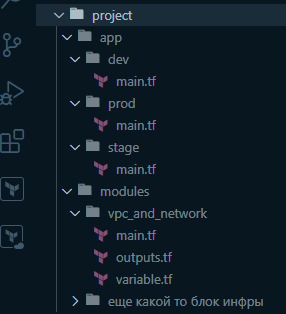 project
app
dev
main.tf
prod
main.tf
stage
main.tf
modules
vpc_and_network
main.tf
outputs.tf
variable.tf
еще какой то блок инфры